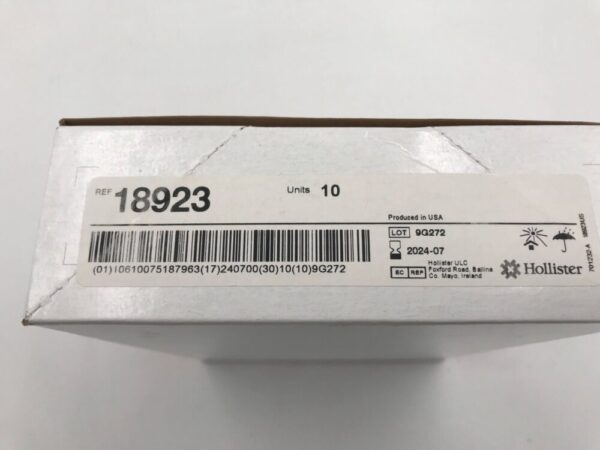 REF 18923
Units 10
Produced in USA
LOT 9G272
2024-07
EC REP
Hollister ULC
Foxford Road, Ballina
Co. Mayo, Ireland
Hollister
(01)10610075187963(17)240700(30)10(10)9G272